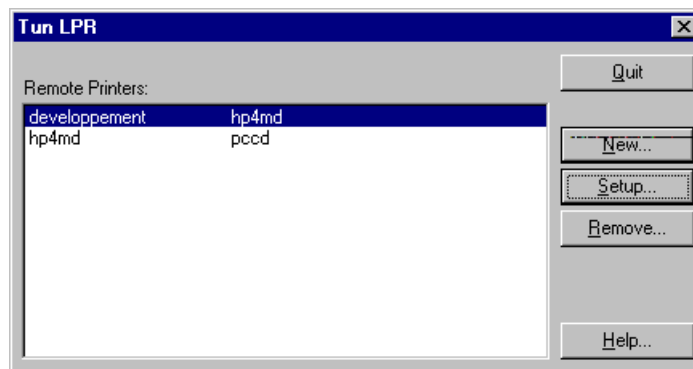 Tun LPR
Quit
Remote Printers:
developpement hp4md
hp4md pccd
New...
Setup...
Remove...
Help...